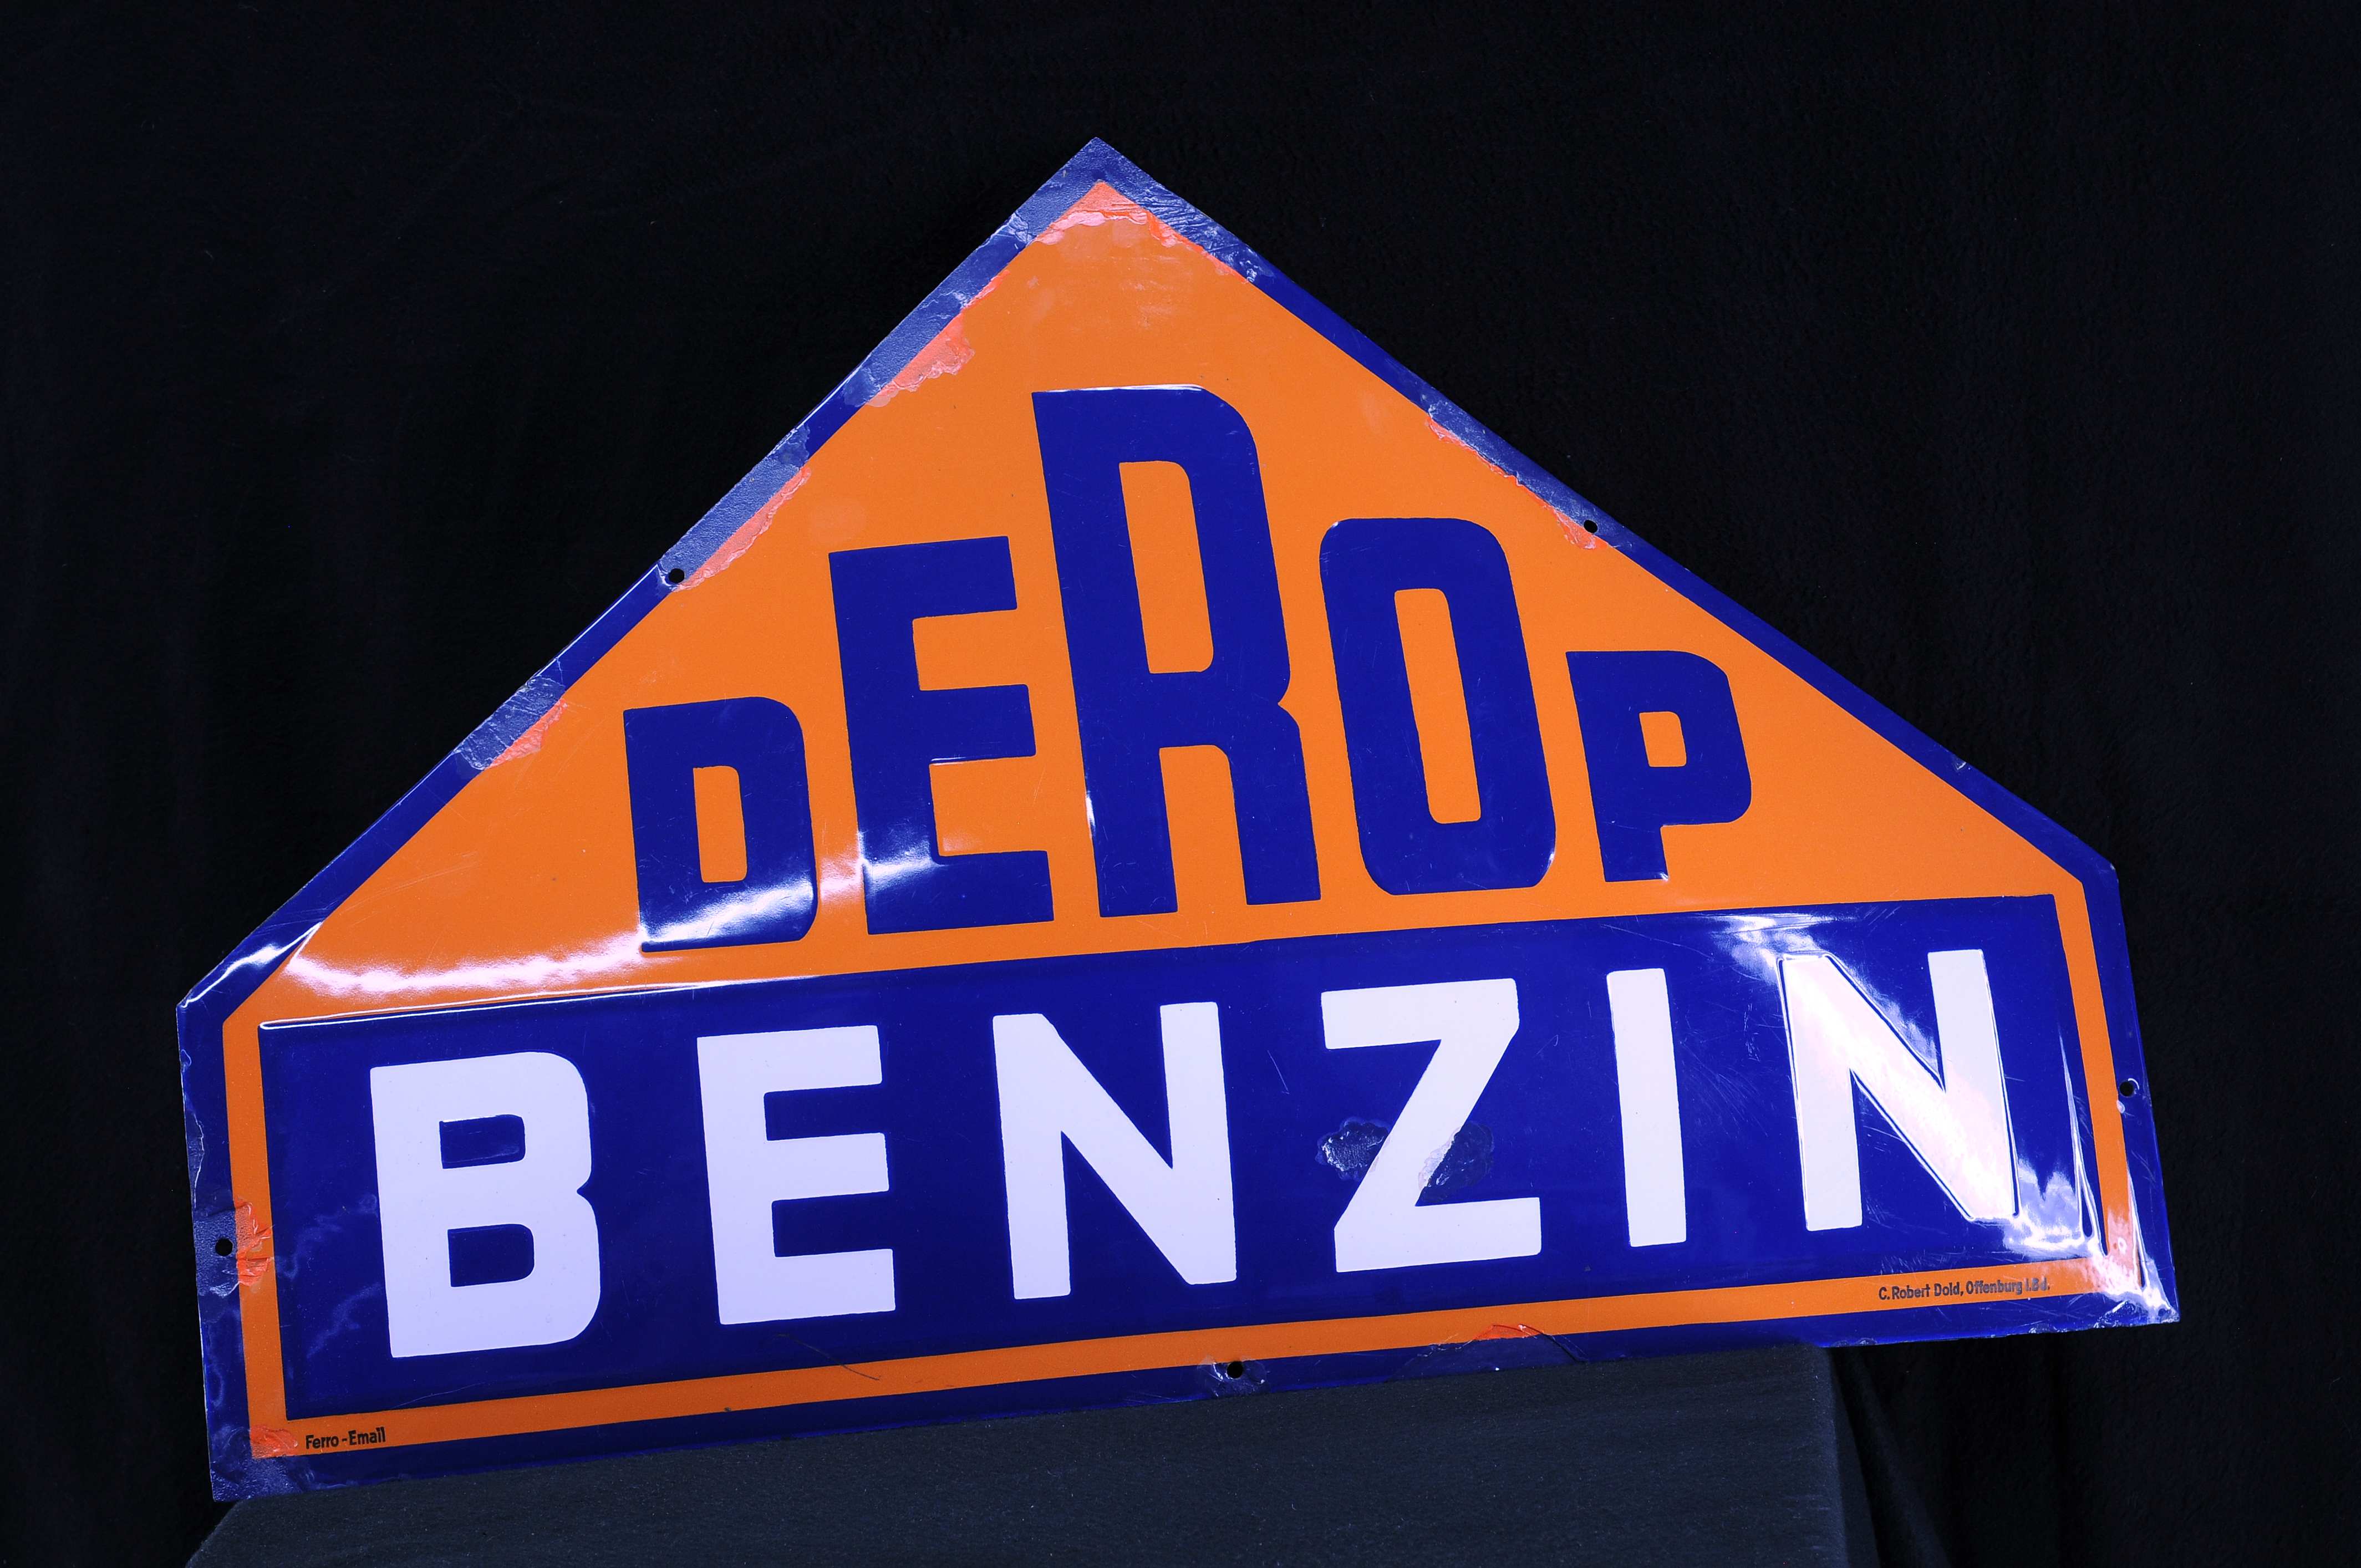 DEROP
BENZIN
C. Robert Dold, Offenburg i.Bd.
Ferro-Email